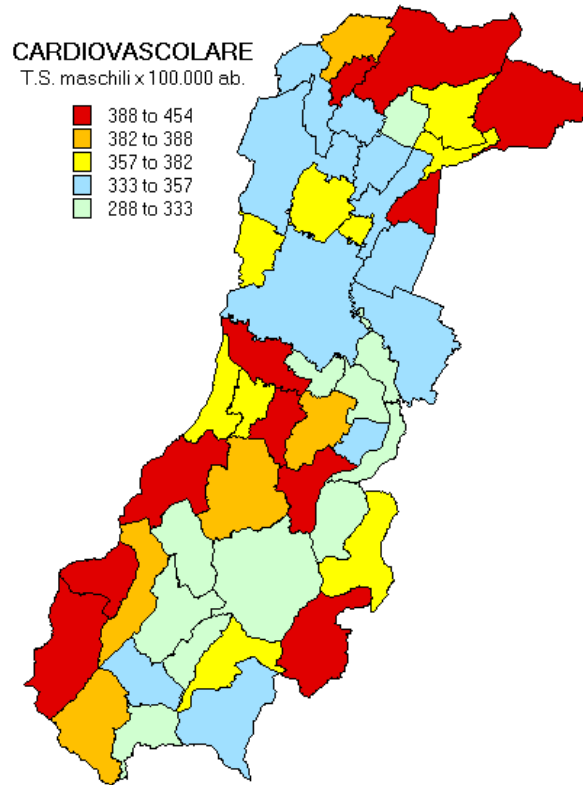 CARDIOVASCOLARE
T.S. maschili x 100.000 ab.
388 to 454
382 to 388
357 to 382
333 to 357
288 to 333